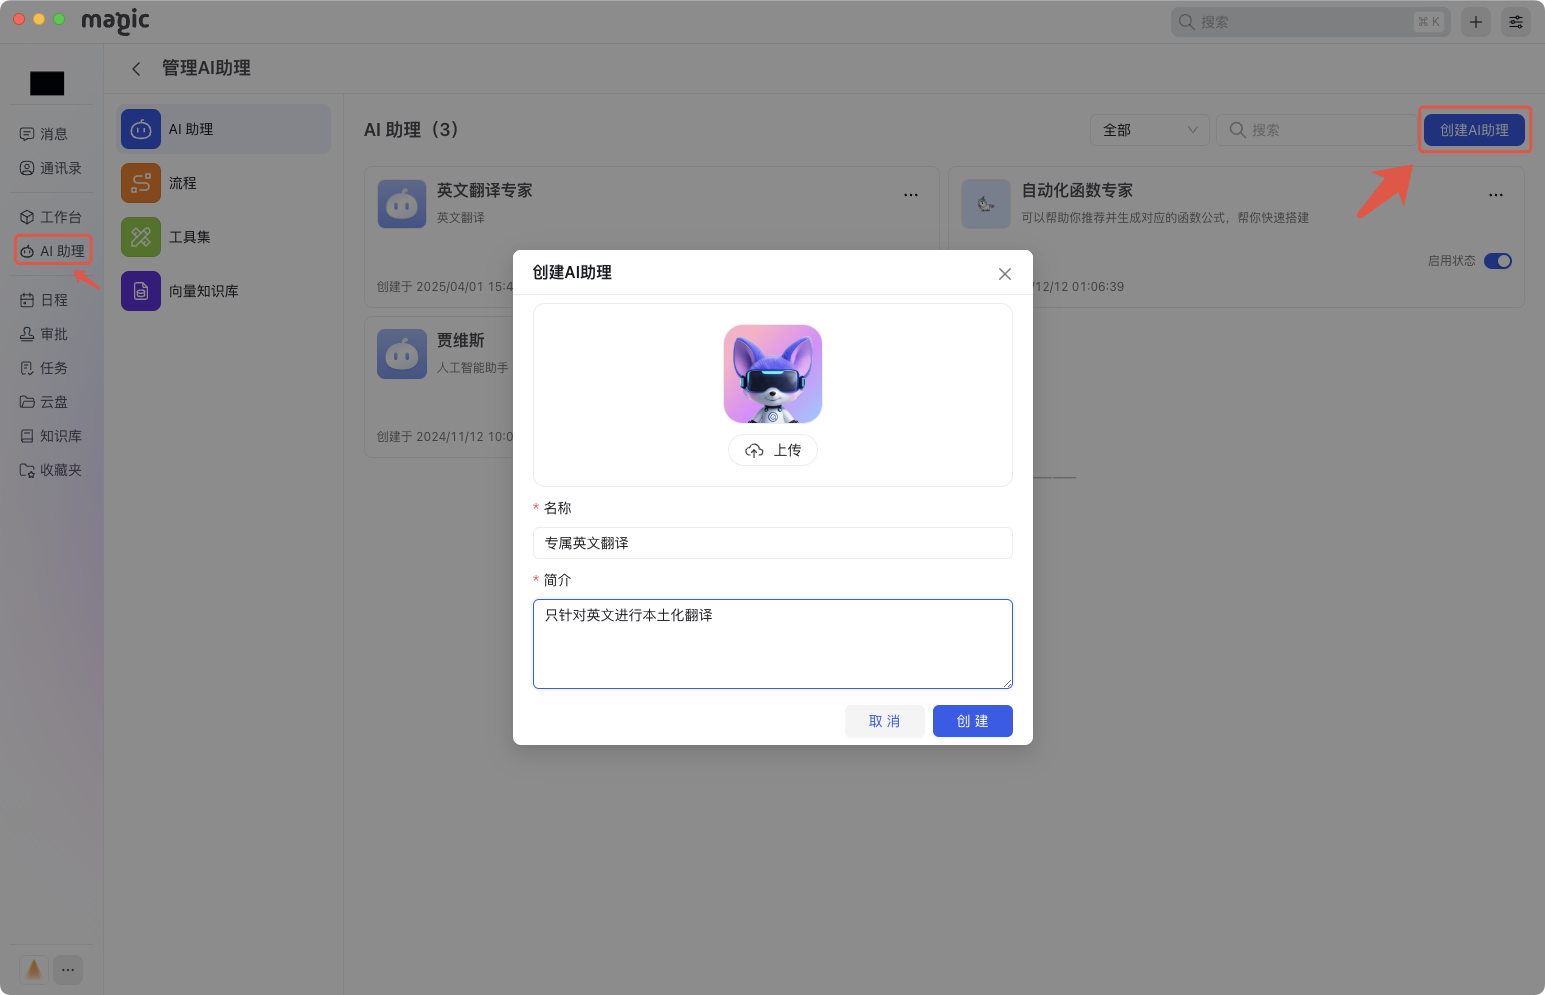 magic
搜索
⌘ K
管理AI助理
消息
通讯录
工作台
AI 助理
日程
审批
任务
云盘
知识库
收藏夹
AI 助理
流程
工具集
向量知识库
AI 助理（3）
全部
搜索
创建AI助理
英文翻译专家
英文翻译
创建于 2025/04/01 15:4
自动化函数专家
可以帮助你推荐并生成对应的函数公式，帮你快速搭建
启用状态
/12/12 01:06:39
贾维斯
人工智能助手
创建于 2024/11/12 10:0
创建AI助理
上传
* 名称
专属英文翻译
* 简介
只针对英文进行本土化翻译
取 消
创 建